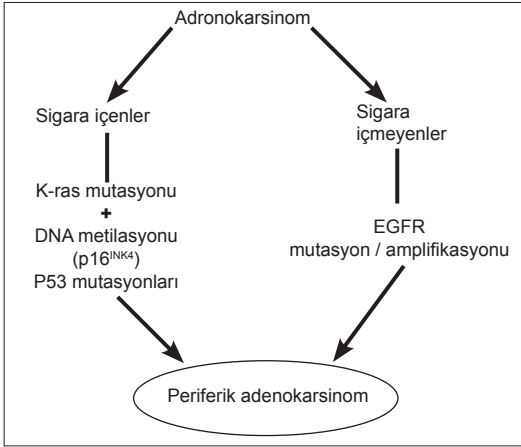 Adronokarsinom
Sigara içenler
K-ras mutasyonu
+
DNA metilasyonu
(p16INK4)
P53 mutasyonları
Sigara
içmeyenler
EGFR
mutasyon / amplifikasyonu
Periferik adenokarsinom